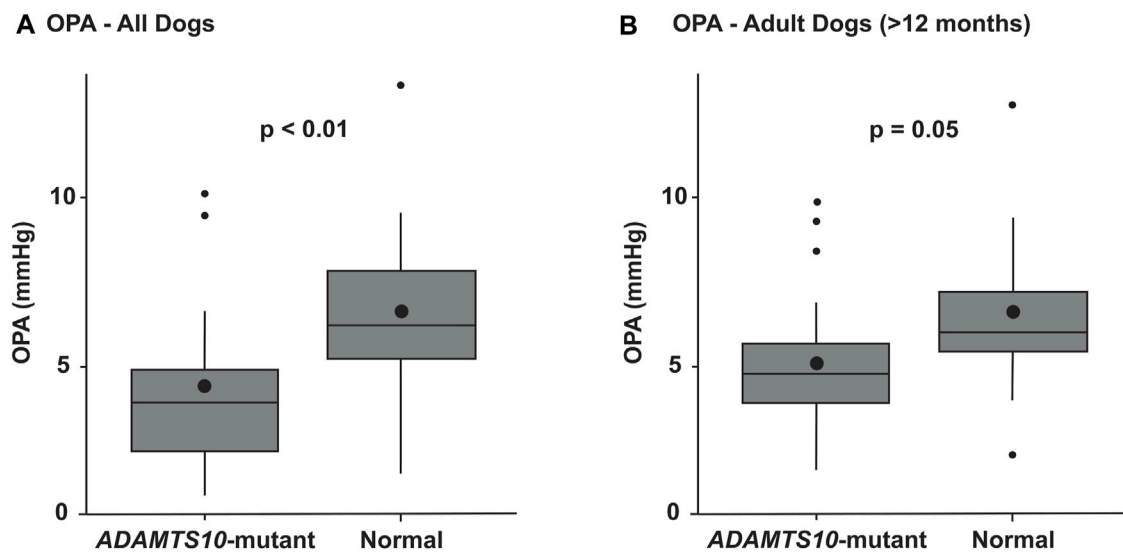 A OPA - All Dogs
p < 0.01
10
5
0
OPA (mmHg)
ADAMTS10-mutant Normal
B OPA - Adult Dogs (>12 months)
p = 0.05
10
5
0
OPA (mmHg)
ADAMTS10-mutant Normal